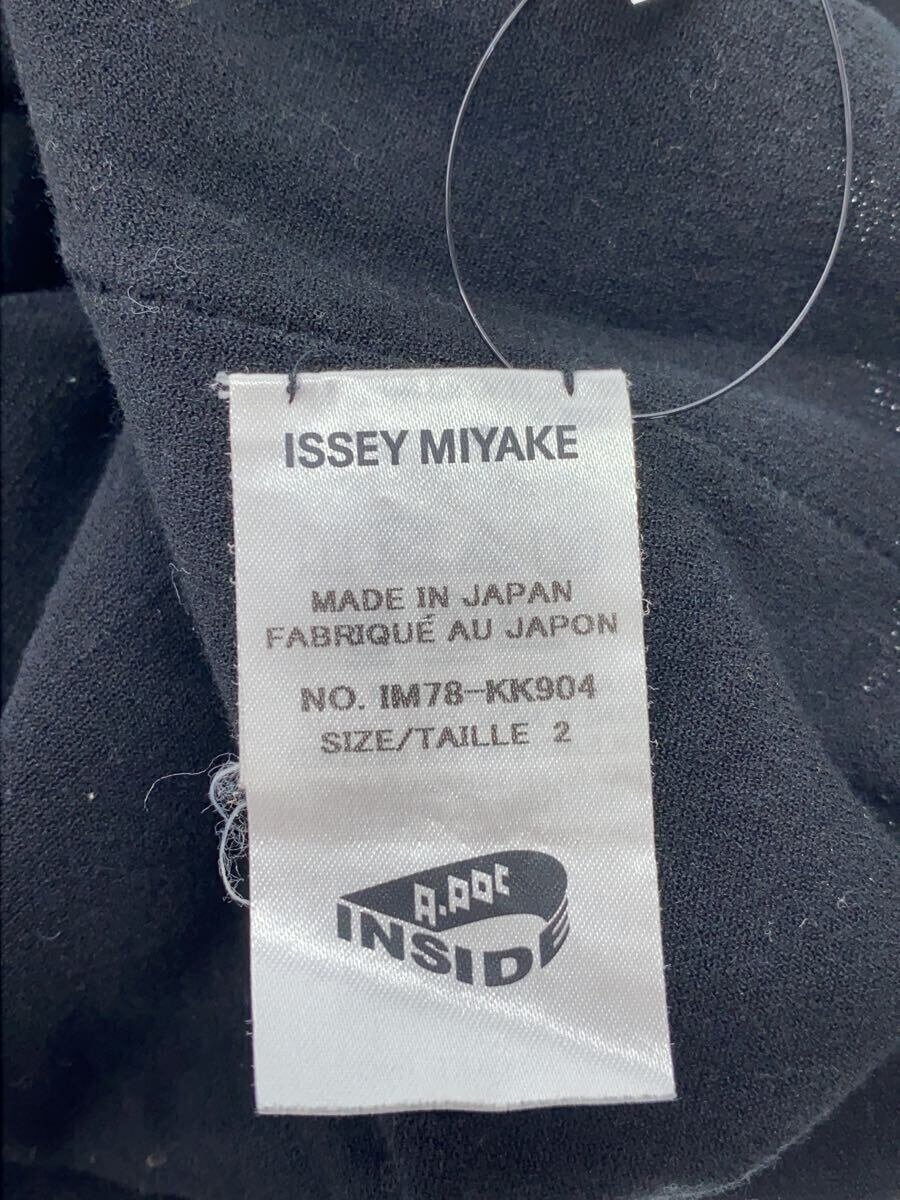 ISSEY MIYAKE
MADE IN JAPAN
FABRIQUÉ AU JAPON
NO. IM78-KK904
SIZE/TAILLE 2
A-POC
INSIDE